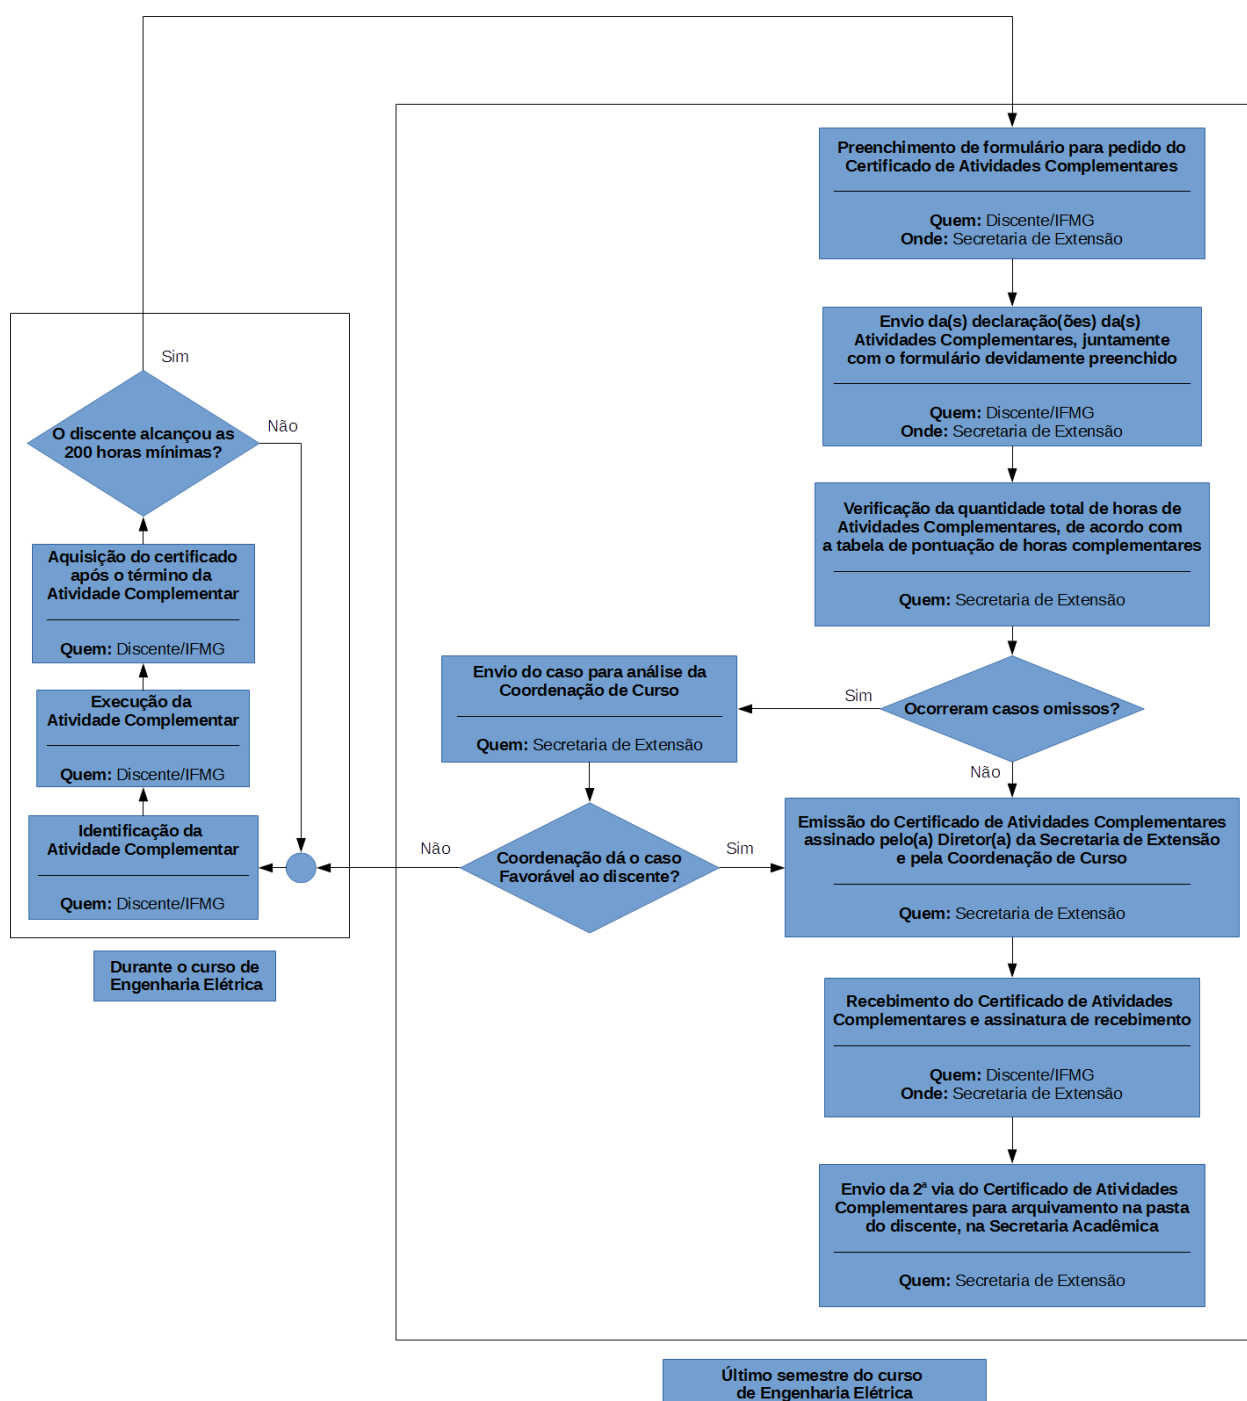 Preenchimento de formulário para pedido do
Certificado de Atividades Complementares
Quem: Discente/IFMG
Onde: Secretaria de Extensão
Envio da(s) declaração(ões) da(s)
Atividades Complementares, juntamente
com o formulário devidamente preenchido
Quem: Discente/IFMG
Onde: Secretaria de Extensão
Sim
Não
O discente alcançou as
200 horas mínimas?
Verificação da quantidade total de horas de
Atividades Complementares, de acordo com
a tabela de pontuação de horas complementares
Quem: Secretaria de Extensão
Aquisição do certificado
após o término da
Atividade Complementar
Quem: Discente/IFMG
Execução da
Atividade Complementar
Quem: Discente/IFMG
Identificação da
Atividade Complementar
Quem: Discente/IFMG
Durante o curso de
Engenharia Elétrica
Ocorreram casos omissos?
Sim
Não
Envio do caso para análise da
Coordenação de Curso
Quem: Secretaria de Extensão
Coordenação dá o caso
Favorável ao discente?
Não
Sim
Emissão do Certificado de Atividades Complementares
assinado pelo(a) Diretor(a) da Secretaria de Extensão
e pela Coordenação de Curso
Quem: Secretaria de Extensão
Recebimento do Certificado de Atividades
Complementares e assinatura de recebimento
Quem: Discente/IFMG
Onde: Secretaria de Extensão
Envio da 2ª via do Certificado de Atividades
Complementares para arquivamento na pasta
do discente, na Secretaria Acadêmica
Quem: Secretaria de Extensão
Último semestre do curso
de Engenharia Elétrica